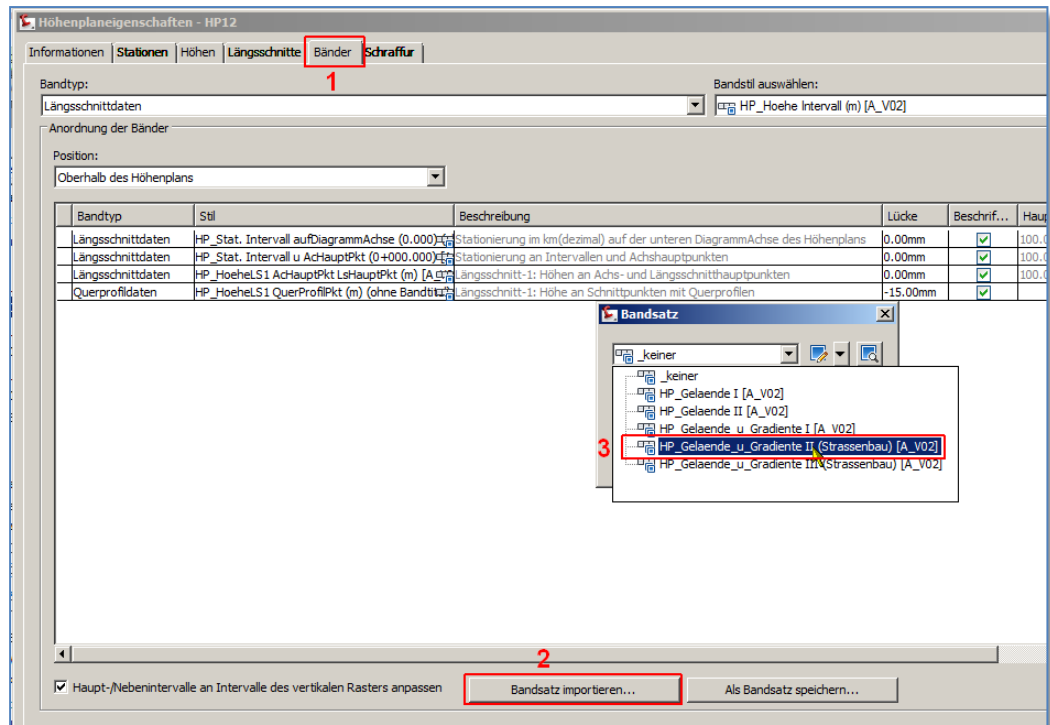 Höhenplaneigenschaften - HP12
Informationen Stationen Höhen Längsschnitte Bänder Schraffur
1
Bandtyp: Bandstil auswählen:
Längsschnittdaten HP_Hoehe Intervall (m) [A_V02]
Anordnung der Bänder
Position:
Oberhalb des Höhenplans
Bandtyp Stil Beschreibung Lücke Beschrif... Haup
Längsschnittdaten HP_Stat. Intervall aufDiagrammAchse (0.000) Stationierung im km(dezimal) auf der unteren DiagrammAchse des Höhenplans 0.00mm 100.0
Längsschnittdaten HP_Stat. Intervall u AcHauptPkt (0+000.000) Stationierung an Intervallen und Achshauptpunkten 0.00mm 100.0
Längsschnittdaten HP_HoeheLS1 AcHauptPkt LsHauptPkt (m) [A_ Längsschnitt-1: Höhen an Achs- und Längsschnitthauptpunkten 0.00mm 100.0
Querprofildaten HP_HoeheLS1 QuerProfilPkt (m) (ohne Bandtit Längsschnitt-1: Höhe an Schnittpunkten mit Querprofilen -15.00mm
Bandsatz
_keiner
_keiner
HP_Gelaende I [A_V02]
HP_Gelaende II [A_V02]
HP_Gelaende_u_Gradiente I [A_V02]
3 HP_Gelaende_u_Gradiente II (Strassenbau) [A_V02]
HP_Gelaende_u_Gradiente III (Strassenbau) [A_V02]
2
Haupt-/Nebenintervalle an Intervalle des vertikalen Rasters anpassen Bandsatz importieren... Als Bandsatz speichern...